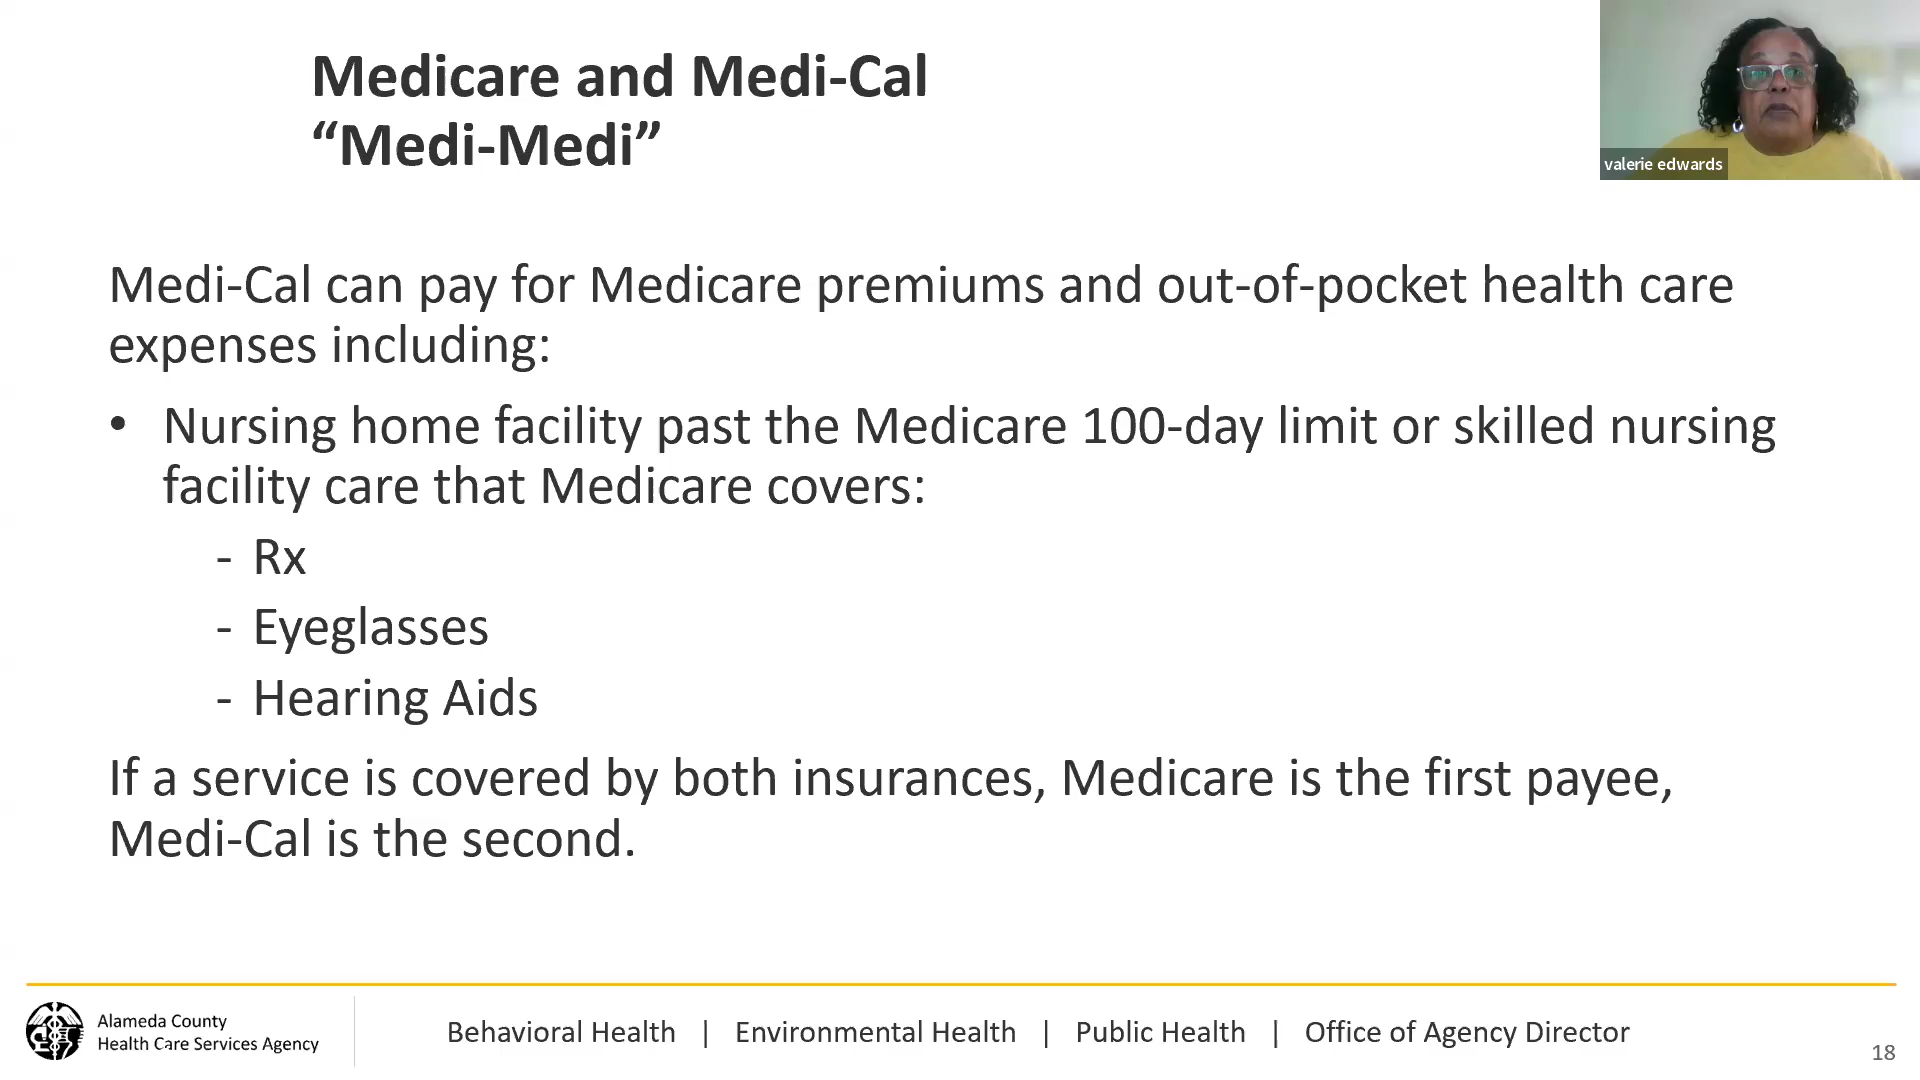 Medicare and Medi-Cal
“Medi-Medi”
valerie edwards
Medi-Cal can pay for Medicare premiums and out-of-pocket health care
expenses including:
• Nursing home facility past the Medicare 100-day limit or skilled nursing
facility care that Medicare covers:
- Rx
- Eyeglasses
- Hearing Aids
If a service is covered by both insurances, Medicare is the first payee,
Medi-Cal is the second.
Alameda County
Health Care Services Agency
Behavioral Health | Environmental Health | Public Health | Office of Agency Director
18